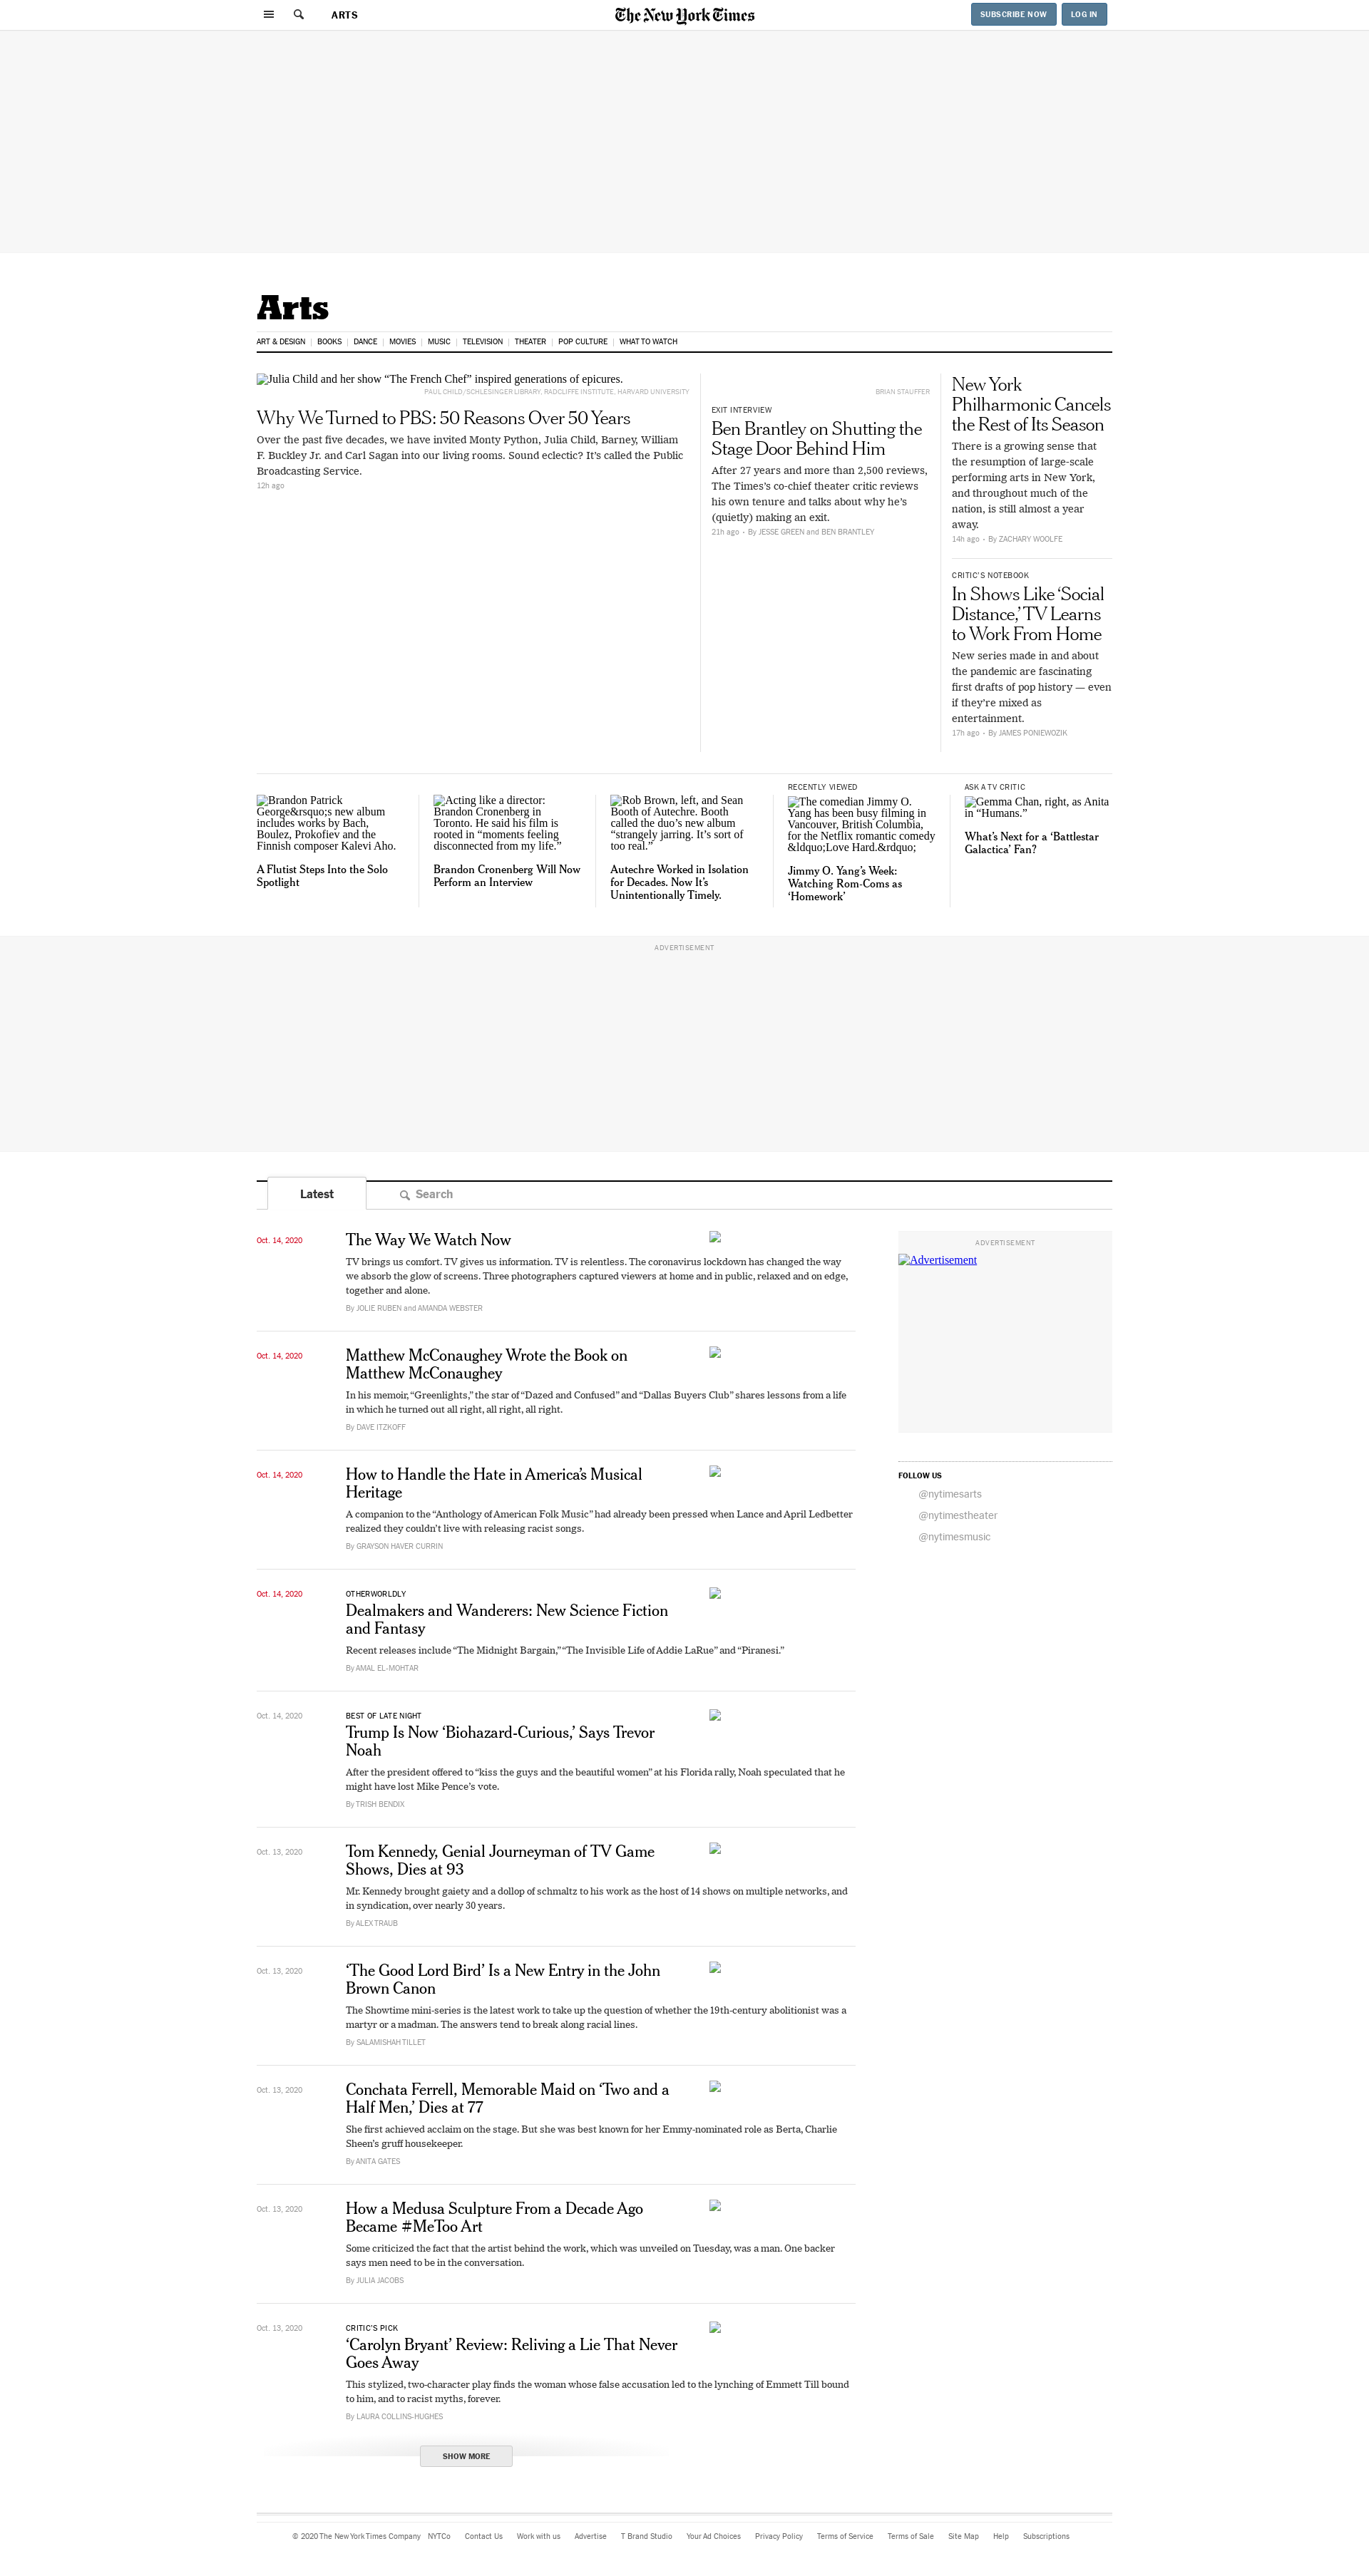 ARTS
The New York Times
SUBSCRIBE NOW
LOG IN
Arts
ART & DESIGN
BOOKS
DANCE
MOVIES
MUSIC
TELEVISION
THEATER
POP CULTURE
WHAT TO WATCH
Julia Child and her show “The French Chef” inspired generations of epicures.
PAUL CHILD/SCHLESINGER LIBRARY, RADCLIFFE INSTITUTE, HARVARD UNIVERSITY
Why We Turned to PBS: 50 Reasons Over 50 Years
Over the past five decades, we have invited Monty Python, Julia Child, Barney, William
F. Buckley Jr. and Carl Sagan into our living rooms. Sound eclectic? It’s called the Public
Broadcasting Service.
12h ago
BRIAN STAUFFER
EXIT INTERVIEW
Ben Brantley on Shutting the
Stage Door Behind Him
After 27 years and more than 2,500 reviews,
The Times’s co-chief theater critic reviews
his own tenure and talks about why he’s
(quietly) making an exit.
21h ago • By JESSE GREEN and BEN BRANTLEY
New York
Philharmonic Cancels
the Rest of Its Season
There is a growing sense that
the resumption of large-scale
performing arts in New York,
and throughout much of the
nation, is still almost a year
away.
14h ago • By ZACHARY WOOLFE
CRITIC’S NOTEBOOK
In Shows Like ‘Social
Distance,’ TV Learns
to Work From Home
New series made in and about
the pandemic are fascinating
first drafts of pop history — even
if they’re mixed as
entertainment.
17h ago • By JAMES PONIEWOZIK
Brandon Patrick
George&rsquo;s new album
includes works by Bach,
Boulez, Prokofiev and the
Finnish composer Kalevi Aho.
A Flutist Steps Into the Solo
Spotlight
Acting like a director:
Brandon Cronenberg in
Toronto. He said his film is
rooted in “moments feeling
disconnected from my life.”
Brandon Cronenberg Will Now
Perform an Interview
Rob Brown, left, and Sean
Booth of Autechre. Booth
called the duo’s new album
“strangely jarring. It’s sort of
too real.”
Autechre Worked in Isolation
for Decades. Now It’s
Unintentionally Timely.
RECENTLY VIEWED
The comedian Jimmy O.
Yang has been busy filming in
Vancouver, British Columbia,
for the Netflix romantic comedy
&ldquo;Love Hard.&rdquo;
Jimmy O. Yang’s Week:
Watching Rom-Coms as
‘Homework’
ASK A TV CRITIC
Gemma Chan, right, as Anita
in “Humans.”
What’s Next for a ‘Battlestar
Galactica’ Fan?
ADVERTISEMENT
Latest
Search
Oct. 14, 2020
The Way We Watch Now
TV brings us comfort. TV gives us information. TV is relentless. The coronavirus lockdown has changed the way
we absorb the glow of screens. Three photographers captured viewers at home and in public, relaxed and on edge,
together and alone.
By JOLIE RUBEN and AMANDA WEBSTER
Oct. 14, 2020
Matthew McConaughey Wrote the Book on
Matthew McConaughey
In his memoir, “Greenlights,” the star of “Dazed and Confused” and “Dallas Buyers Club” shares lessons from a life
in which he turned out all right, all right, all right.
By DAVE ITZKOFF
Oct. 14, 2020
How to Handle the Hate in America’s Musical
Heritage
A companion to the “Anthology of American Folk Music” had already been pressed when Lance and April Ledbetter
realized they couldn’t live with releasing racist songs.
By GRAYSON HAVER CURRIN
Oct. 14, 2020
OTHERWORLDLY
Dealmakers and Wanderers: New Science Fiction
and Fantasy
Recent releases include “The Midnight Bargain,” “The Invisible Life of Addie LaRue” and “Piranesi.”
By AMAL EL-MOHTAR
Oct. 14, 2020
BEST OF LATE NIGHT
Trump Is Now ‘Biohazard-Curious,’ Says Trevor
Noah
After the president offered to “kiss the guys and the beautiful women” at his Florida rally, Noah speculated that he
might have lost Mike Pence’s vote.
By TRISH BENDIX
Oct. 13, 2020
Tom Kennedy, Genial Journeyman of TV Game
Shows, Dies at 93
Mr. Kennedy brought gaiety and a dollop of schmaltz to his work as the host of 14 shows on multiple networks, and
in syndication, over nearly 30 years.
By ALEX TRAUB
Oct. 13, 2020
‘The Good Lord Bird’ Is a New Entry in the John
Brown Canon
The Showtime mini-series is the latest work to take up the question of whether the 19th-century abolitionist was a
martyr or a madman. The answers tend to break along racial lines.
By SALAMISHAH TILLET
Oct. 13, 2020
Conchata Ferrell, Memorable Maid on ‘Two and a
Half Men,’ Dies at 77
She first achieved acclaim on the stage. But she was best known for her Emmy-nominated role as Berta, Charlie
Sheen’s gruff housekeeper.
By ANITA GATES
Oct. 13, 2020
How a Medusa Sculpture From a Decade Ago
Became #MeToo Art
Some criticized the fact that the artist behind the work, which was unveiled on Tuesday, was a man. One backer
says men need to be in the conversation.
By JULIA JACOBS
Oct. 13, 2020
CRITIC’S PICK
‘Carolyn Bryant’ Review: Reliving a Lie That Never
Goes Away
This stylized, two-character play finds the woman whose false accusation led to the lynching of Emmett Till bound
to him, and to racist myths, forever.
By LAURA COLLINS-HUGHES
SHOW MORE
ADVERTISEMENT
Advertisement
FOLLOW US
@nytimesarts
@nytimestheater
@nytimesmusic
© 2020 The New York Times Company
NYTCo
Contact Us
Work with us
Advertise
T Brand Studio
Your Ad Choices
Privacy Policy
Terms of Service
Terms of Sale
Site Map
Help
Subscriptions